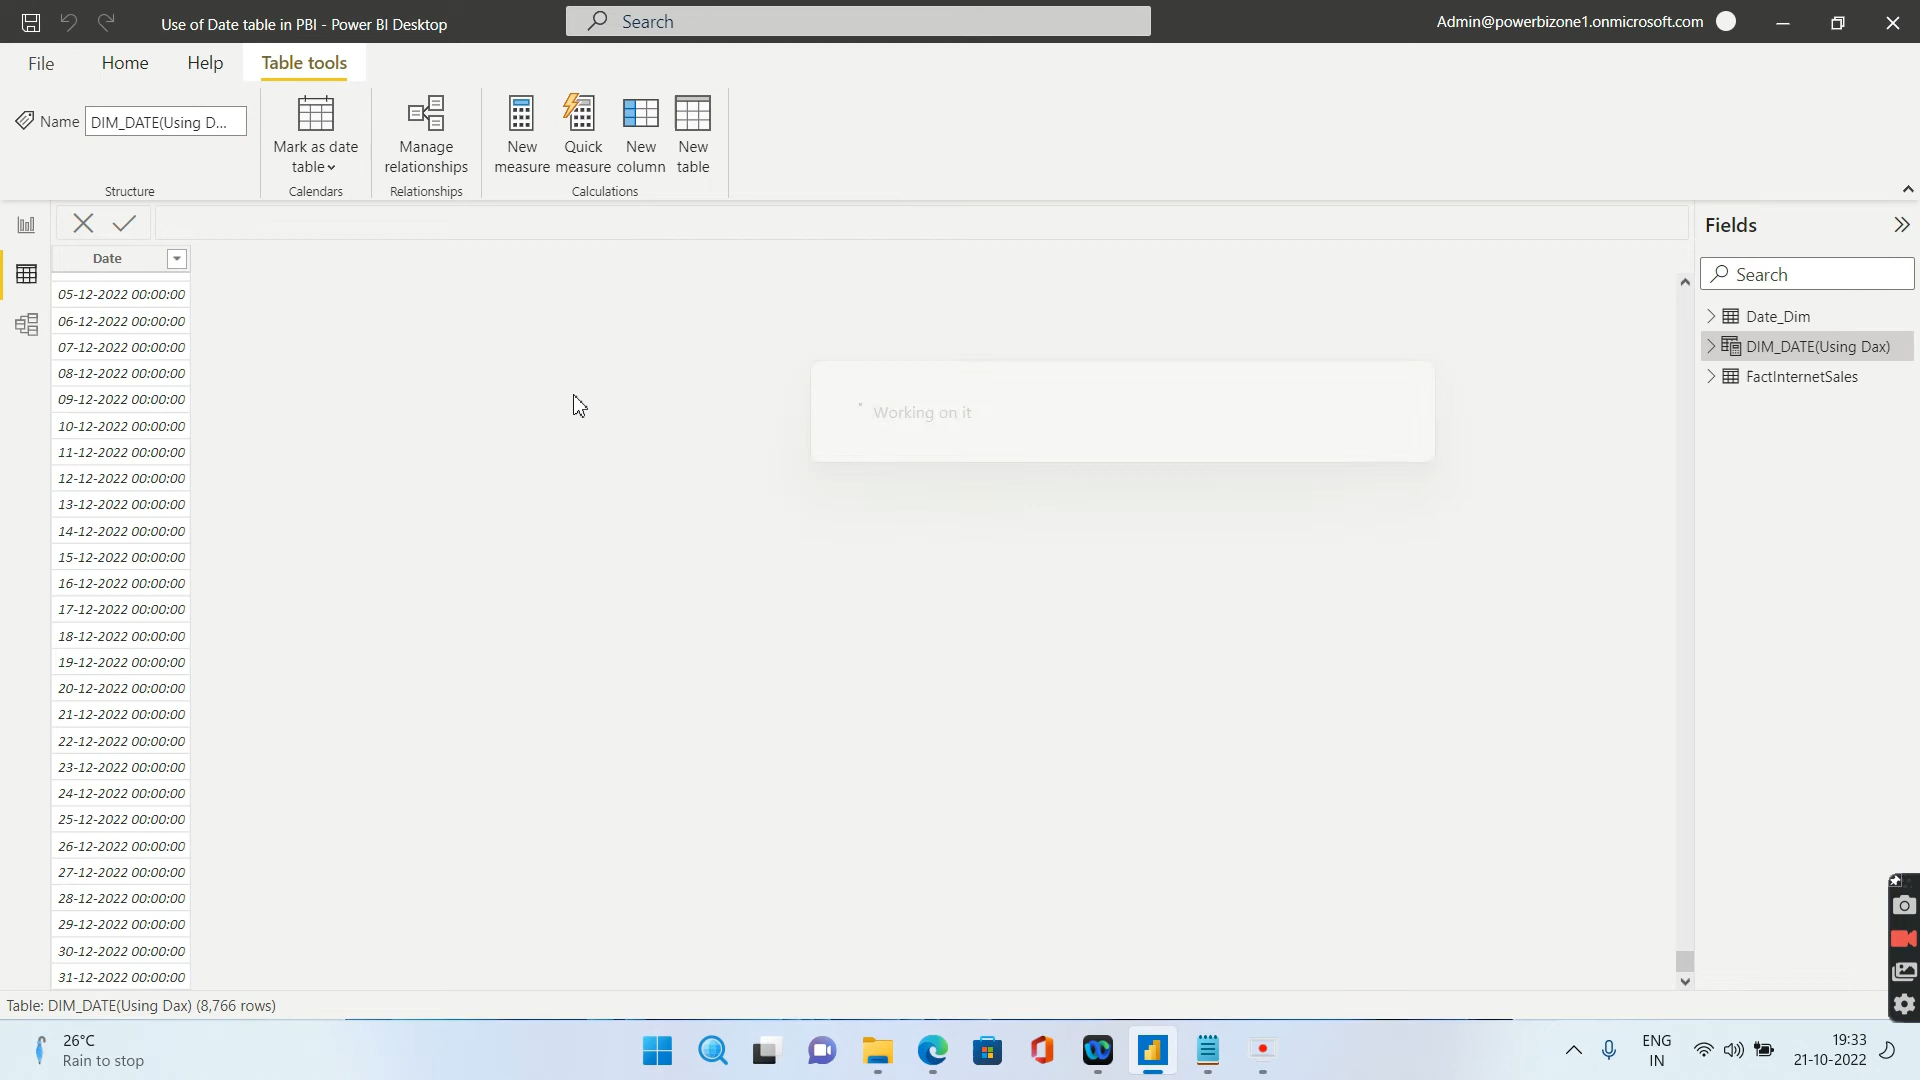 Use of Date table in PBI - Power BI Desktop
Search
Admin@powerbizone1.onmicrosoft.com
File
Home
Help
Table tools
Name
DIM_DATE(Using D...
Structure
Mark as date
table
Calendars
Manage
relationships
Relationships
New
measure
Quick
measure
New
column
New
table
Calculations
Date
05-12-2022 00:00:00
06-12-2022 00:00:00
07-12-2022 00:00:00
08-12-2022 00:00:00
09-12-2022 00:00:00
10-12-2022 00:00:00
11-12-2022 00:00:00
12-12-2022 00:00:00
13-12-2022 00:00:00
14-12-2022 00:00:00
15-12-2022 00:00:00
16-12-2022 00:00:00
17-12-2022 00:00:00
18-12-2022 00:00:00
19-12-2022 00:00:00
20-12-2022 00:00:00
21-12-2022 00:00:00
22-12-2022 00:00:00
23-12-2022 00:00:00
24-12-2022 00:00:00
25-12-2022 00:00:00
26-12-2022 00:00:00
27-12-2022 00:00:00
28-12-2022 00:00:00
29-12-2022 00:00:00
30-12-2022 00:00:00
31-12-2022 00:00:00
Working on it
Fields
Search
Date_Dim
DIM_DATE(Using Dax)
FactInternetSales
Table: DIM_DATE(Using Dax) (8,766 rows)
26°C
Rain to stop
ENG
IN
19:33
21-10-2022